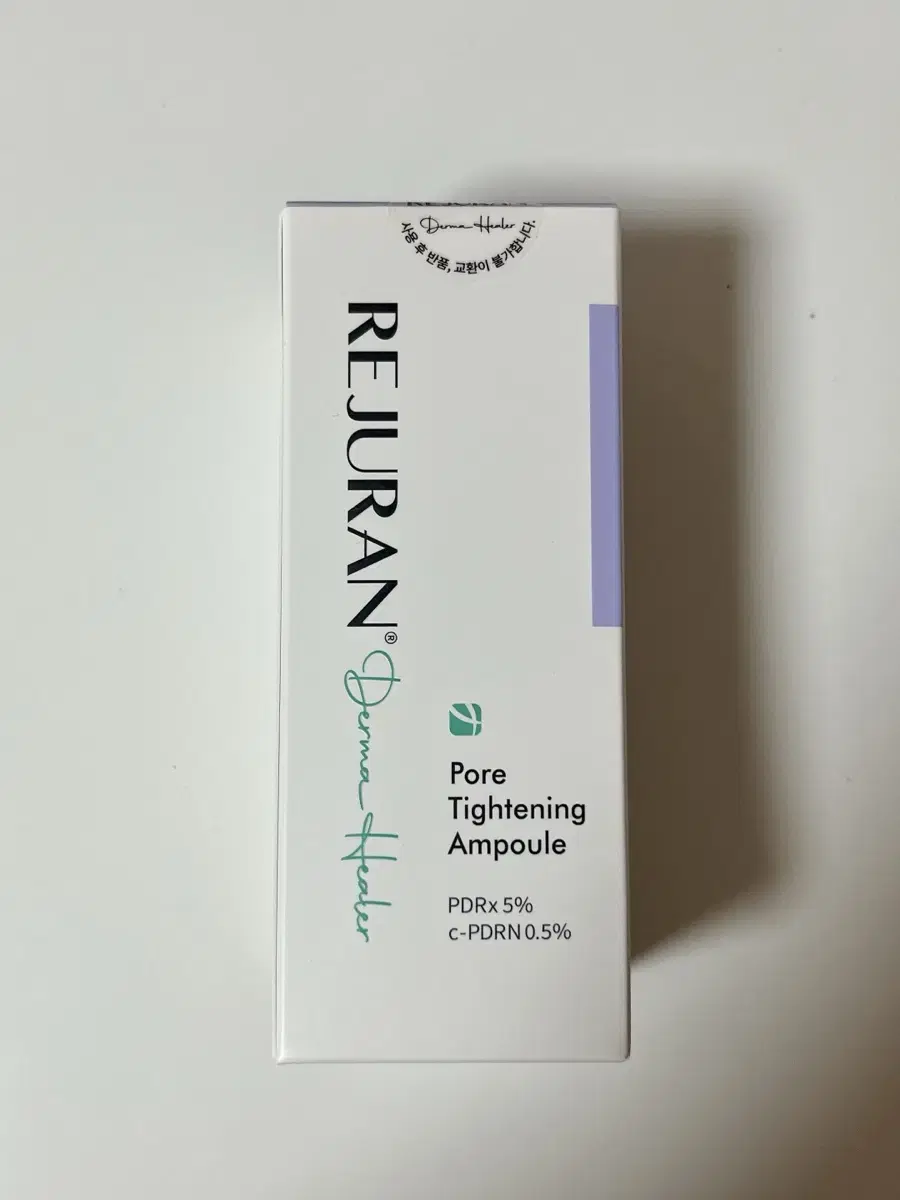 Derma Healer
사용 후 반품, 교환이 불가합니다.
REJURAN®
Derma Healer
Pore
Tightening
Ampoule
PDRx 5%
c-PDRN 0.5%